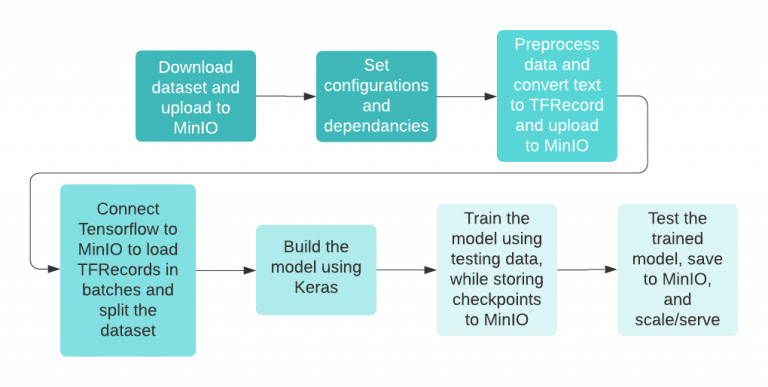 Download
dataset and
upload to
MinIO
Set
configurations
and
dependancies
Preprocess
data and
convert text
to TFRecord
and upload
to MinIO
Connect
Tensorflow to
MinIO to load
TFRecords in
batches and
split the
dataset
Build the
model using
Keras
Train the
model using
testing data,
while storing
checkpoints
to MinIO
Test the
trained
model, save
to MinIO,
and
scale/serve